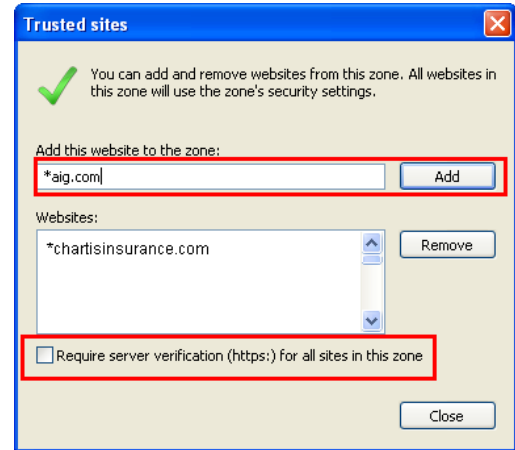 Trusted sites
You can add and remove websites from this zone. All websites in
this zone will use the zone's security settings.
Add this website to the zone:
*aig.com
Add
Websites:
*chartisinsurance.com
Remove
Require server verification (https:) for all sites in this zone
Close